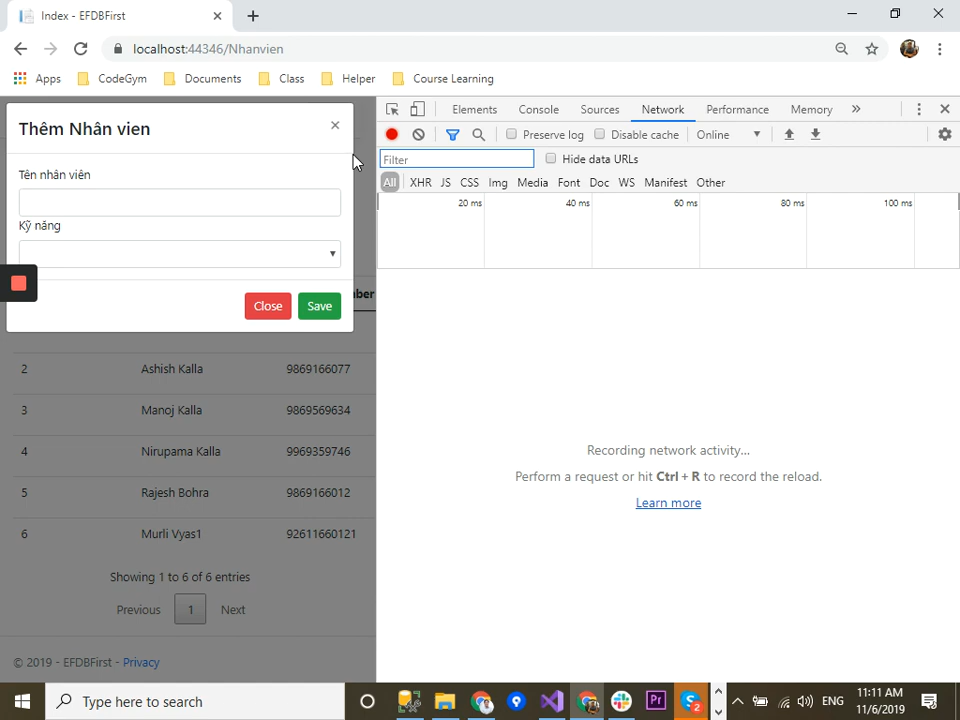 Index - EFDBFirst
localhost:44346/Nhanvien
Apps CodeGym Documents Class Helper Course Learning
Thêm Nhân vien ×
Tên nhân viên
Kỹ năng
Close Save
ber
2 Ashish Kalla 9869166077
3 Manoj Kalla 9869569634
4 Nirupama Kalla 9969359746
5 Rajesh Bohra 9869166012
6 Murli Vyas1 92611660121
Showing 1 to 6 of 6 entries
Previous 1 Next
© 2019 - EFDBFirst - Privacy
Elements Console Sources Network Performance Memory »
Preserve log Disable cache Online
Filter Hide data URLs
All XHR JS CSS Img Media Font Doc WS Manifest Other
20 ms 40 ms 60 ms 80 ms 100 ms
Recording network activity...
Perform a request or hit Ctrl + R to record the reload.
Learn more
Type here to search
Pr
S 2
ENG
11:11 AM
11/6/2019